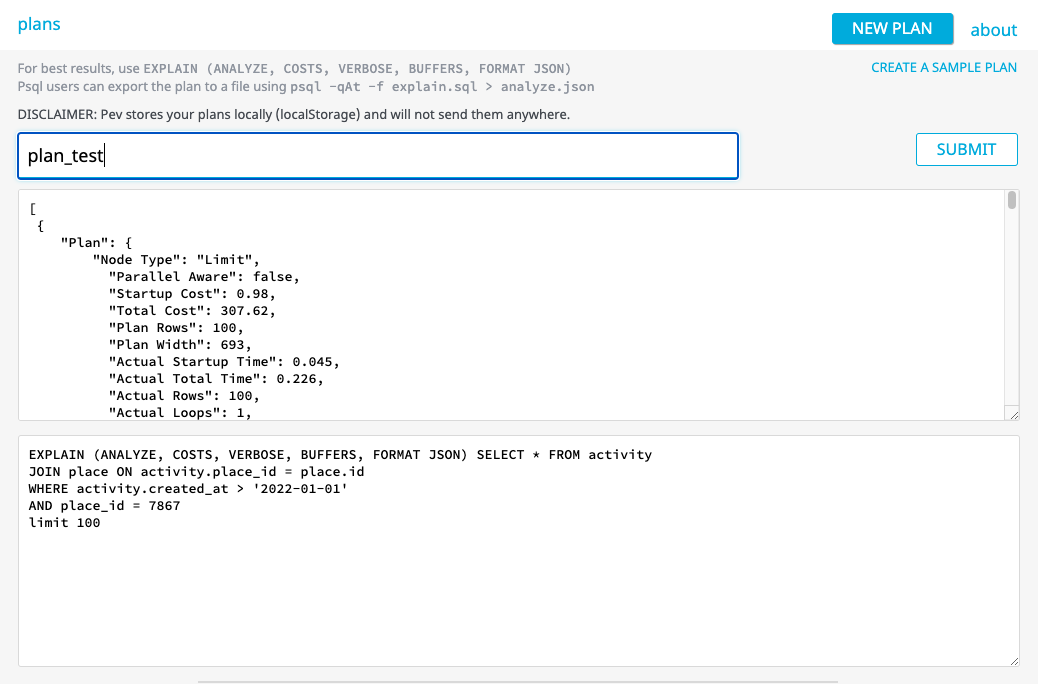 plans
NEW PLAN
about
For best results, use EXPLAIN (ANALYZE, COSTS, VERBOSE, BUFFERS, FORMAT JSON)
CREATE A SAMPLE PLAN
Psql users can export the plan to a file using psql -qAt -f explain.sql > analyze.json
DISCLAIMER: Pev stores your plans locally (localStorage) and will not send them anywhere.
plan_test
SUBMIT
[
{
"Plan": {
"Node Type": "Limit",
"Parallel Aware": false,
"Startup Cost": 0.98,
"Total Cost": 307.62,
"Plan Rows": 100,
"Plan Width": 693,
"Actual Startup Time": 0.045,
"Actual Total Time": 0.226,
"Actual Rows": 100,
"Actual Loops": 1,
EXPLAIN (ANALYZE, COSTS, VERBOSE, BUFFERS, FORMAT JSON) SELECT * FROM activity
JOIN place ON activity.place_id = place.id
WHERE activity.created_at > '2022-01-01'
AND place_id = 7867
limit 100